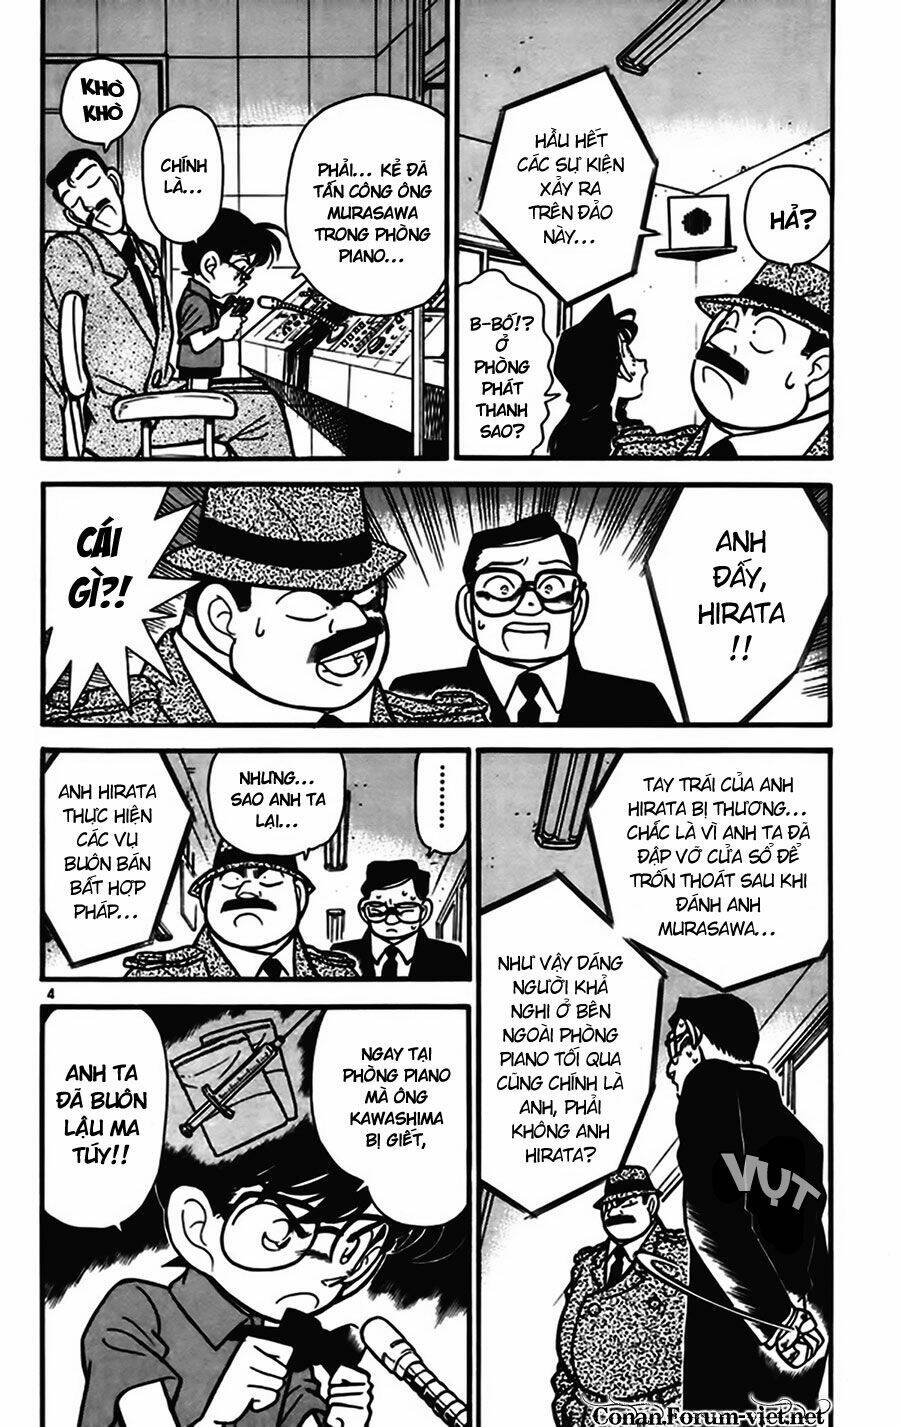 HẦU HẾT
CÁC SỰ KIỆN
XẢY RA
TRÊN ĐẢO
NÀY...
HẢ?
B-BỐ!?
Ở
PHÒNG
PHÁT
THANH
SAO?
KHÒ
KHÒ
CHÍNH
LÀ...
PHẢI... KẺ ĐÃ
TẤN CÔNG ÔNG
MURASAWA
TRONG PHÒNG
PIANO...
ANH
ĐẤY,
HIRATA
!!
CÁI
GÌ?!
TAY TRÁI CỦA ANH
HIRATA BỊ THƯƠNG...
CHẮC LÀ VÌ ANH TA ĐÃ
ĐẬP VỠ CỬA SỔ ĐỂ
TRỐN THOÁT SAU KHI
ĐÁNH ANH
MURASAWA...
NHƯ VẬY DÁNG
NGƯỜI KHẢ
NGHI Ở BÊN
NGOÀI PHÒNG
PIANO TỐI QUA
CŨNG CHÍNH LÀ
ANH, PHẢI
KHÔNG ANH
HIRATA?
VỤT
.........
NHƯNG...
SAO ANH TA
LẠI...
ANH HIRATA
THỰC HIỆN
CÁC VỤ
BUÔN BÁN
BẤT HỢP
PHÁP...
4
NGAY TẠI
PHÒNG PIANO
MÀ ÔNG
KAWASHIMA
BỊ GIẾT,
ANH TA
ĐÃ BUÔN
LẬU MA
TÚY!!
Conan.Forum-viet.net